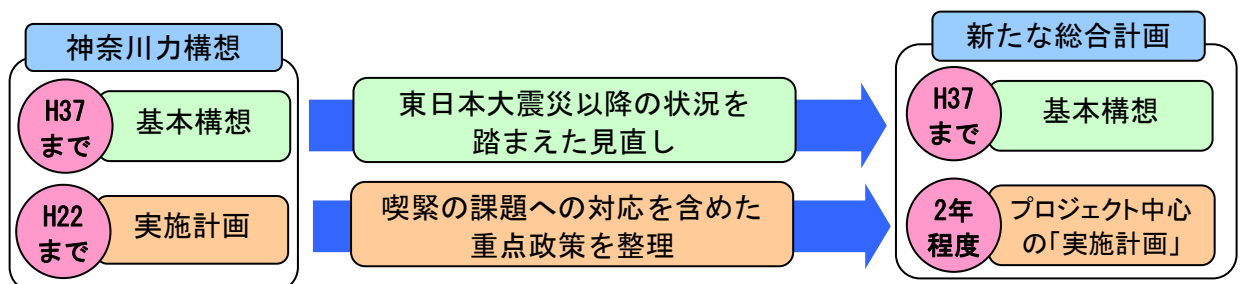 神奈川力構想
H37
まで
基本構想
H22
まで
実施計画
東日本大震災以降の状況を
踏まえた見直し
喫緊の課題への対応を含めた
重点政策を整理
新たな総合計画
H37
まで
基本構想
2年
程度
プロジェクト中心
の「実施計画」